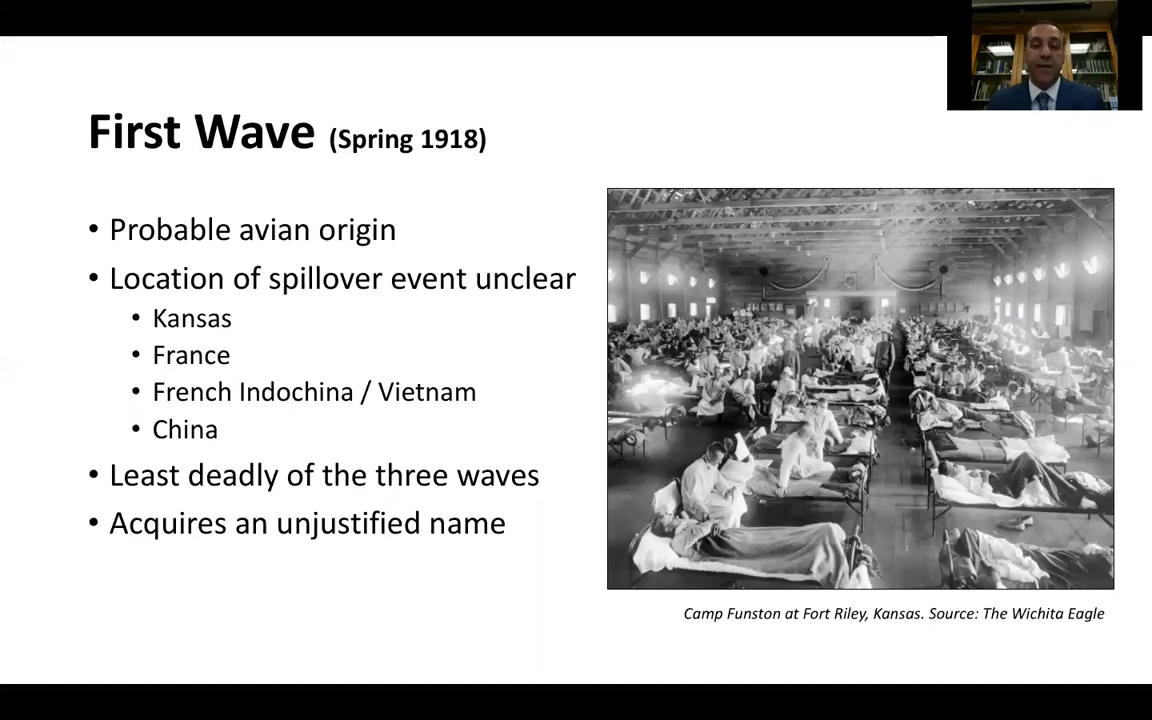 First Wave (Spring 1918)
• Probable avian origin
• Location of spillover event unclear
• Kansas
• France
• French Indochina / Vietnam
• China
• Least deadly of the three waves
• Acquires an unjustified name
Camp Funston at Fort Riley, Kansas. Source: The Wichita Eagle